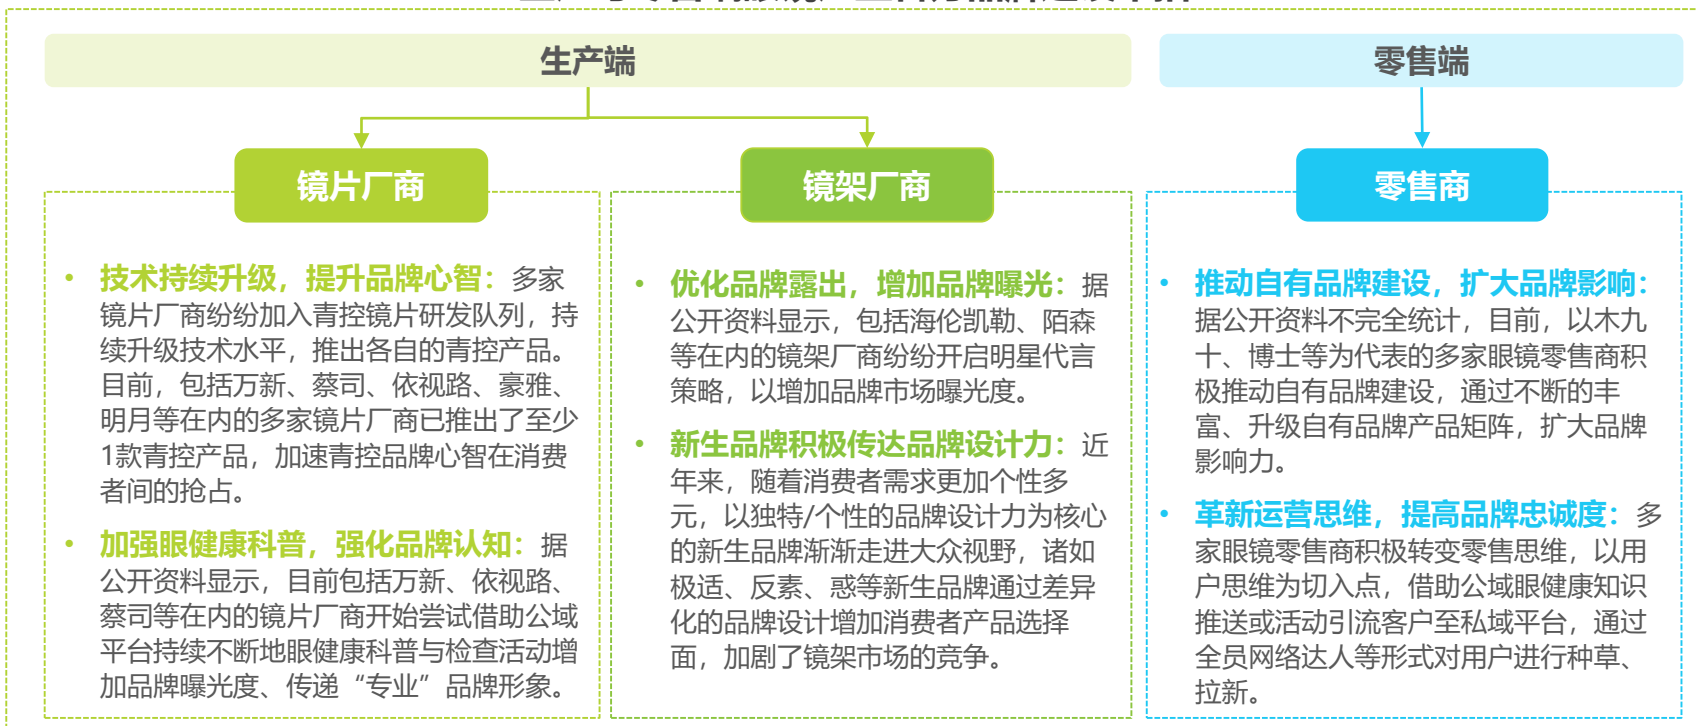 生产端
零售端
镜片厂商
镜架厂商
零售商
• 技术持续升级，提升品牌心智：多家
镜片厂商纷纷加入青控镜片研发队列，持
续升级技术水平，推出各自的青控产品。
目前，包括万新、蔡司、依视路、豪雅、
明月等在内的多家镜片厂商已推出了至少
1款青控产品，加速青控品牌心智在消费
者间的抢占。
• 加强眼健康科普，强化品牌认知：据
公开资料显示，目前包括万新、依视路、
蔡司等在内的镜片厂商开始尝试借助公域
平台持续不断地眼健康科普与检查活动增
加品牌曝光度、传递“专业”品牌形象。
• 优化品牌露出，增加品牌曝光：据
公开资料显示，包括海伦凯勒、陌森
等在内的镜架厂商纷纷开启明星代言
策略，以增加品牌市场曝光度。
• 新生品牌积极传达品牌设计力：近
年来，随着消费者需求更加个性多
元，以独特/个性的品牌设计力为核心
的新生品牌渐渐走进大众视野，诸如
极适、反素、惑等新生品牌通过差异
化的品牌设计增加消费者产品选择
面，加剧了镜架市场的竞争。
• 推动自有品牌建设，扩大品牌影响：
据公开资料不完全统计，目前，以木九
十、博士等为代表的多家眼镜零售商积
极推动自有品牌建设，通过不断的丰
富、升级自有品牌产品矩阵，扩大品牌
影响力。
• 革新运营思维，提高品牌忠诚度：多
家眼镜零售商积极转变零售思维，以用
户思维为切入点，借助公域眼健康知识
推送或活动引流客户至私域平台，通过
全员网络达人等形式对用户进行种草、
拉新。